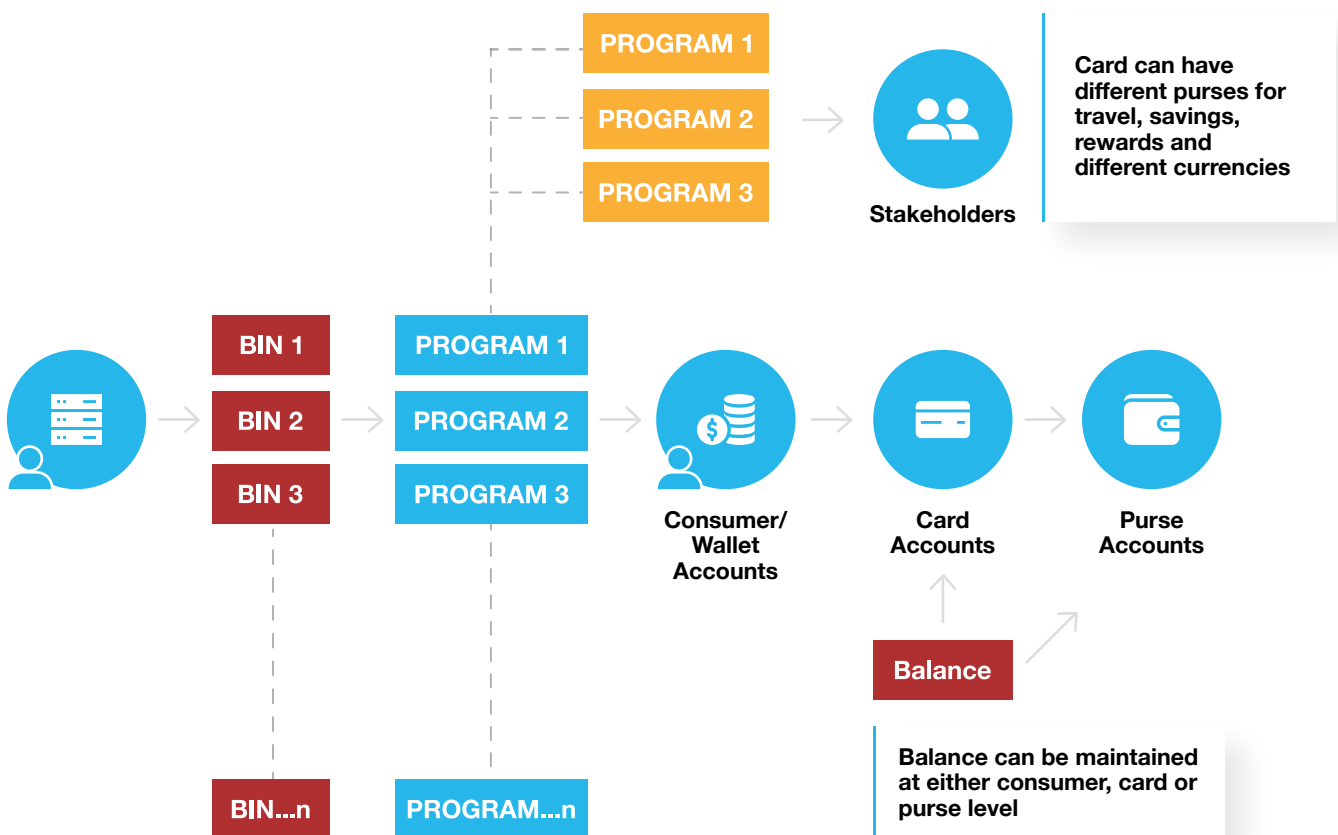 PROGRAM 1
PROGRAM 2
PROGRAM 3
Stakeholders
Card can have
different purses for
travel, savings,
rewards and
different currencies
BIN 1
BIN 2
BIN 3
BIN...n
PROGRAM 1
PROGRAM 2
PROGRAM 3
PROGRAM...n
$
Consumer/
Wallet
Accounts
Card
Accounts
Purse
Accounts
Balance
Balance can be maintained
at either consumer, card or
purse level